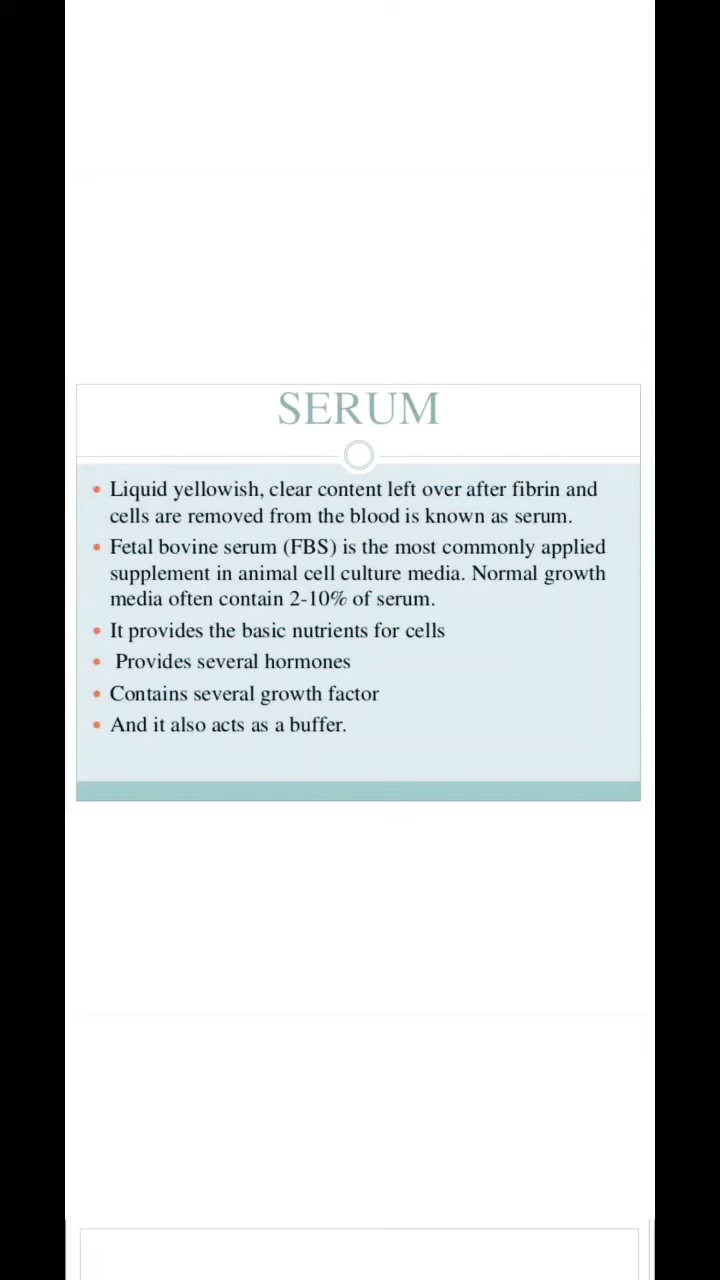 SERUM
Liquid yellowish, clear content left over after fibrin and
cells are removed from the blood is known as serum.
Fetal bovine serum (FBS) is the most commonly applied
supplement in animal cell culture media. Normal growth
media often contain 2-10% of serum.
It provides the basic nutrients for cells
Provides several hormones
Contains several growth factor
And it also acts as a buffer.